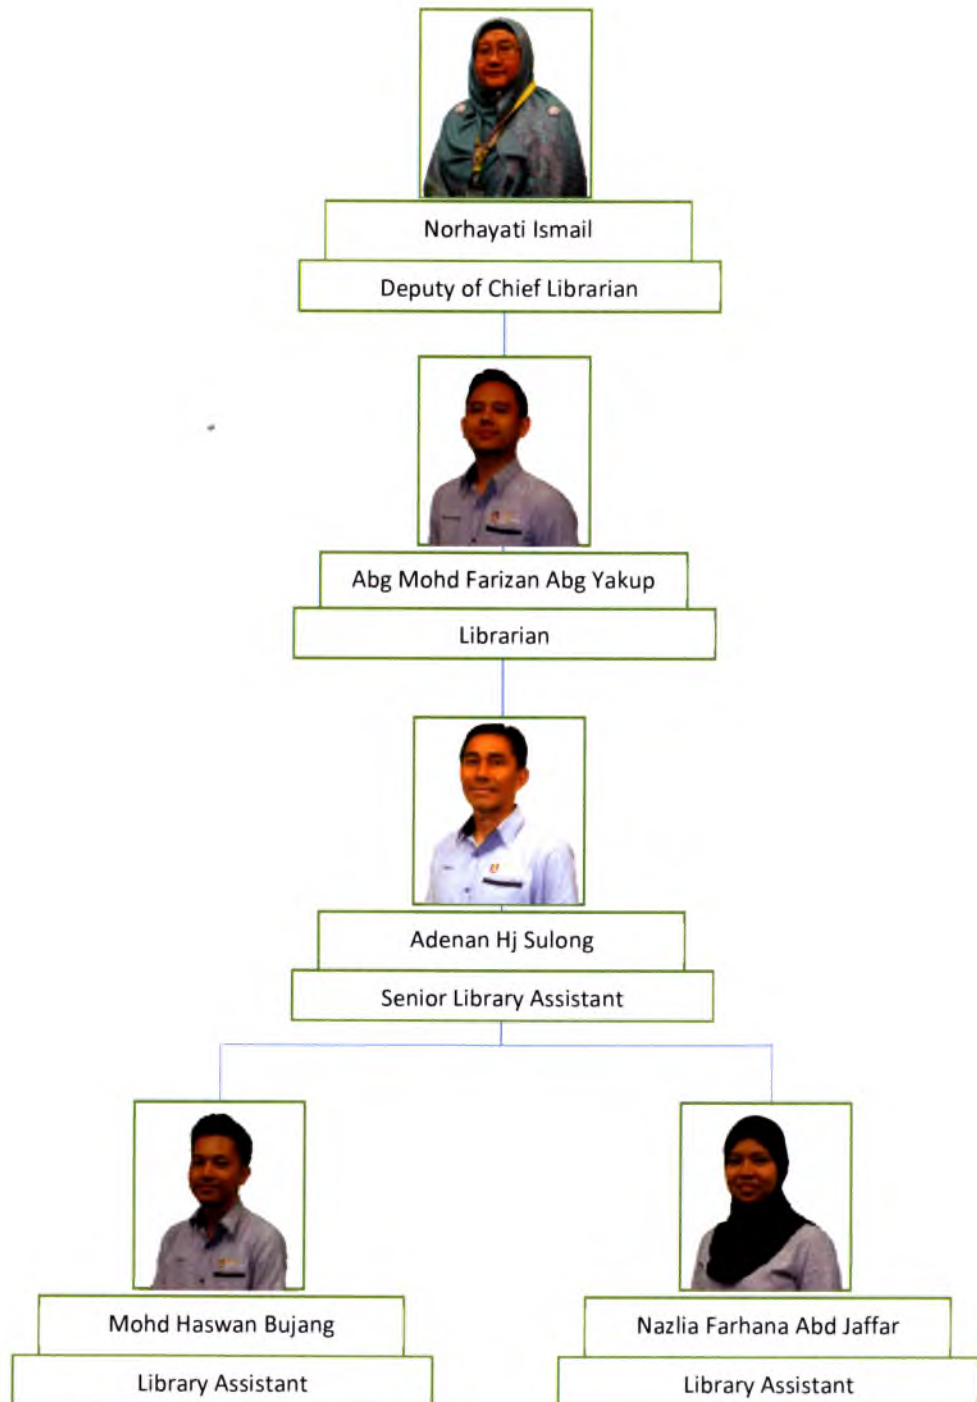 Norhayati Ismail
Deputy of Chief Librarian
Abg Mohd Farizan Abg Yakup
Librarian
Adenan Hj Sulong
Senior Library Assistant
Mohd Haswan Bujang
Nazlia Farhana Abd Jaffar
Library Assistant
Library Assistant